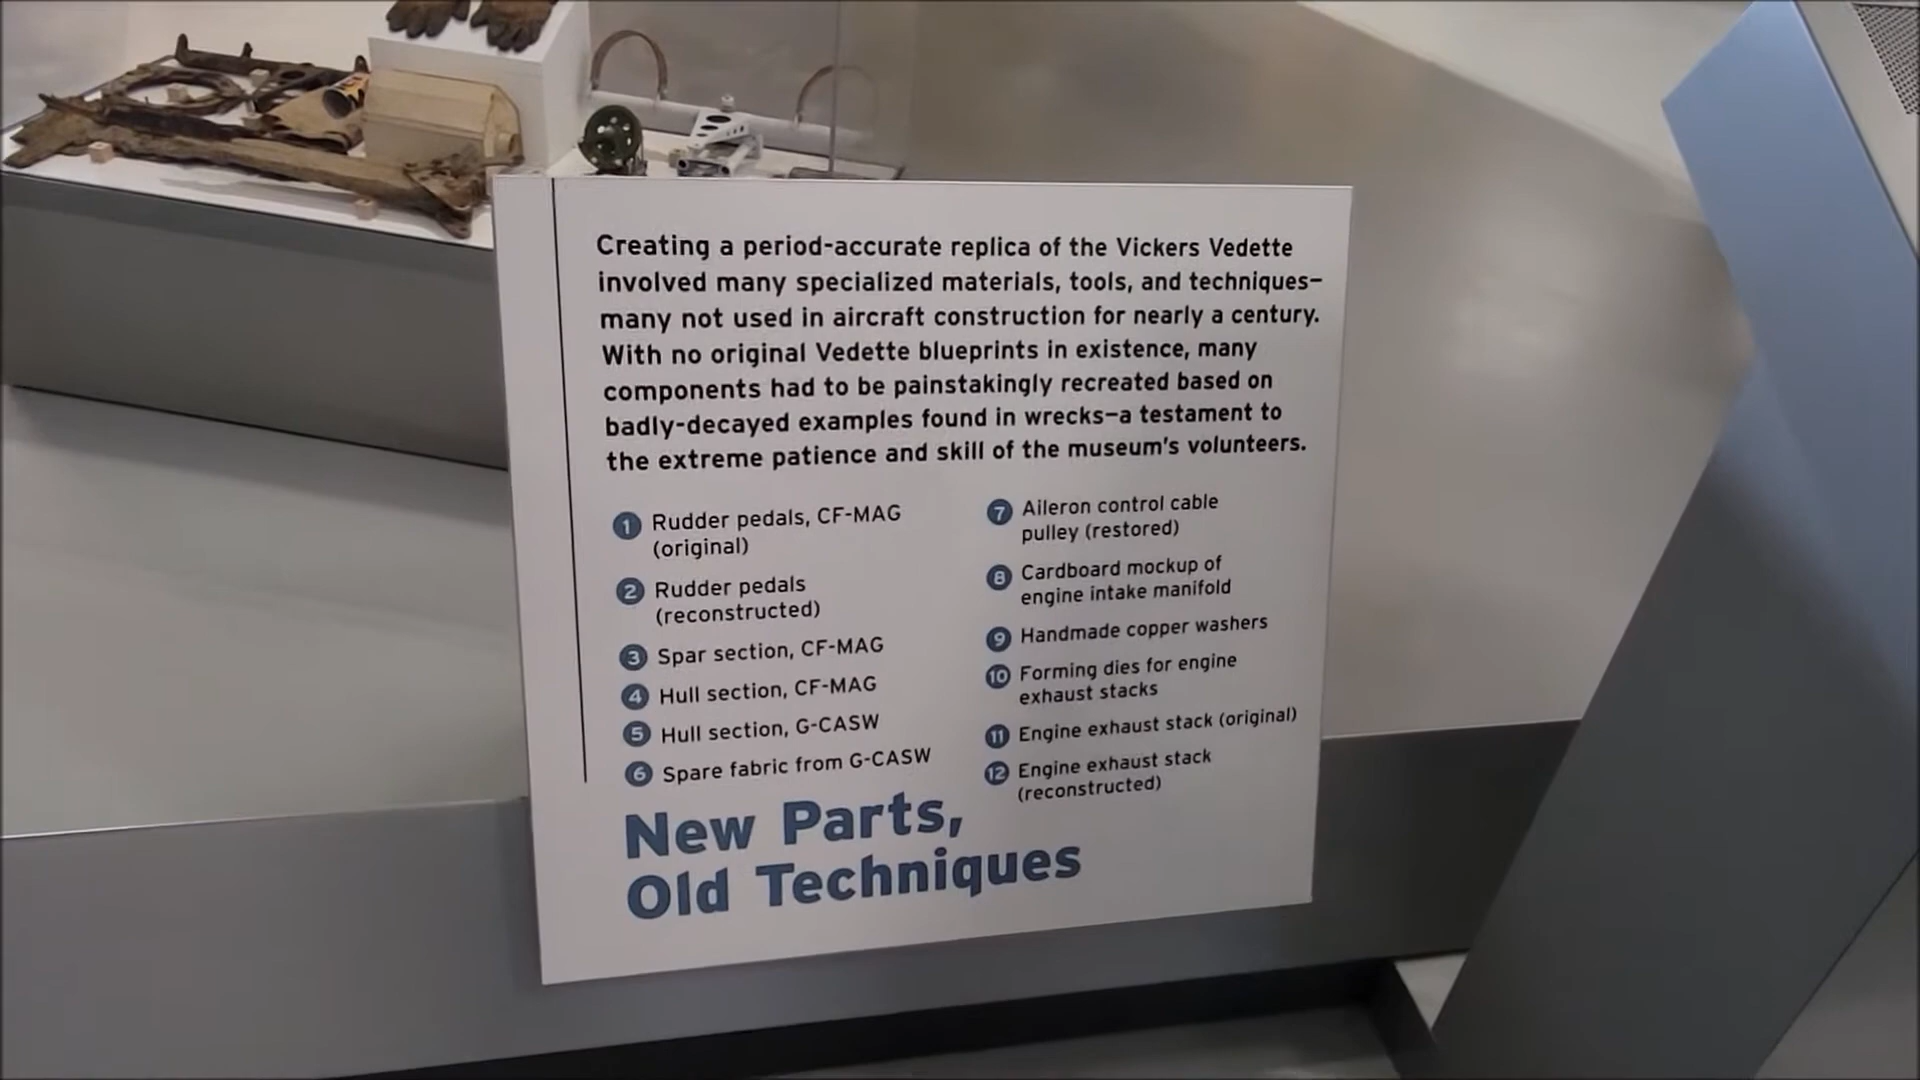 Creating a period-accurate replica of the Vickers Vedette
involved many specialized materials, tools, and techniques–
many not used in aircraft construction for nearly a century.
With no original Vedette blueprints in existence, many
components had to be painstakingly recreated based on
badly-decayed examples found in wrecks–a testament to
the extreme patience and skill of the museum's volunteers.
1 Rudder pedals, CF-MAG
(original)
2 Rudder pedals
(reconstructed)
3 Spar section, CF-MAG
4 Hull section, CF-MAG
5 Hull section, G-CASW
6 Spare fabric from G-CASW
7 Aileron control cable
pulley (restored)
8 Cardboard mockup of
engine intake manifold
9 Handmade copper washers
10 Forming dies for engine
exhaust stacks
11 Engine exhaust stack (original)
12 Engine exhaust stack
(reconstructed)
New Parts,
Old Techniques